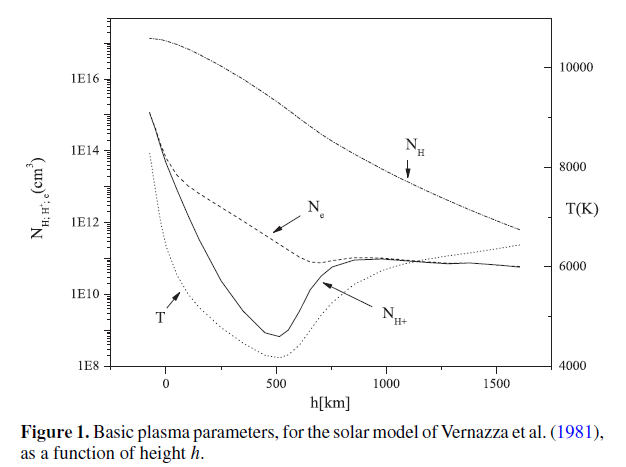 1E16
1E14
1E12
1E10
1E8
N_{H; H^+; e}(cm^3)
10000
8000
6000
4000
T(K)
N_H
N_e
N_{H+}
T
0
500
1000
1500
h[km]
Figure 1. Basic plasma parameters, for the solar model of Vernazza et al. (1981),
as a function of height h.